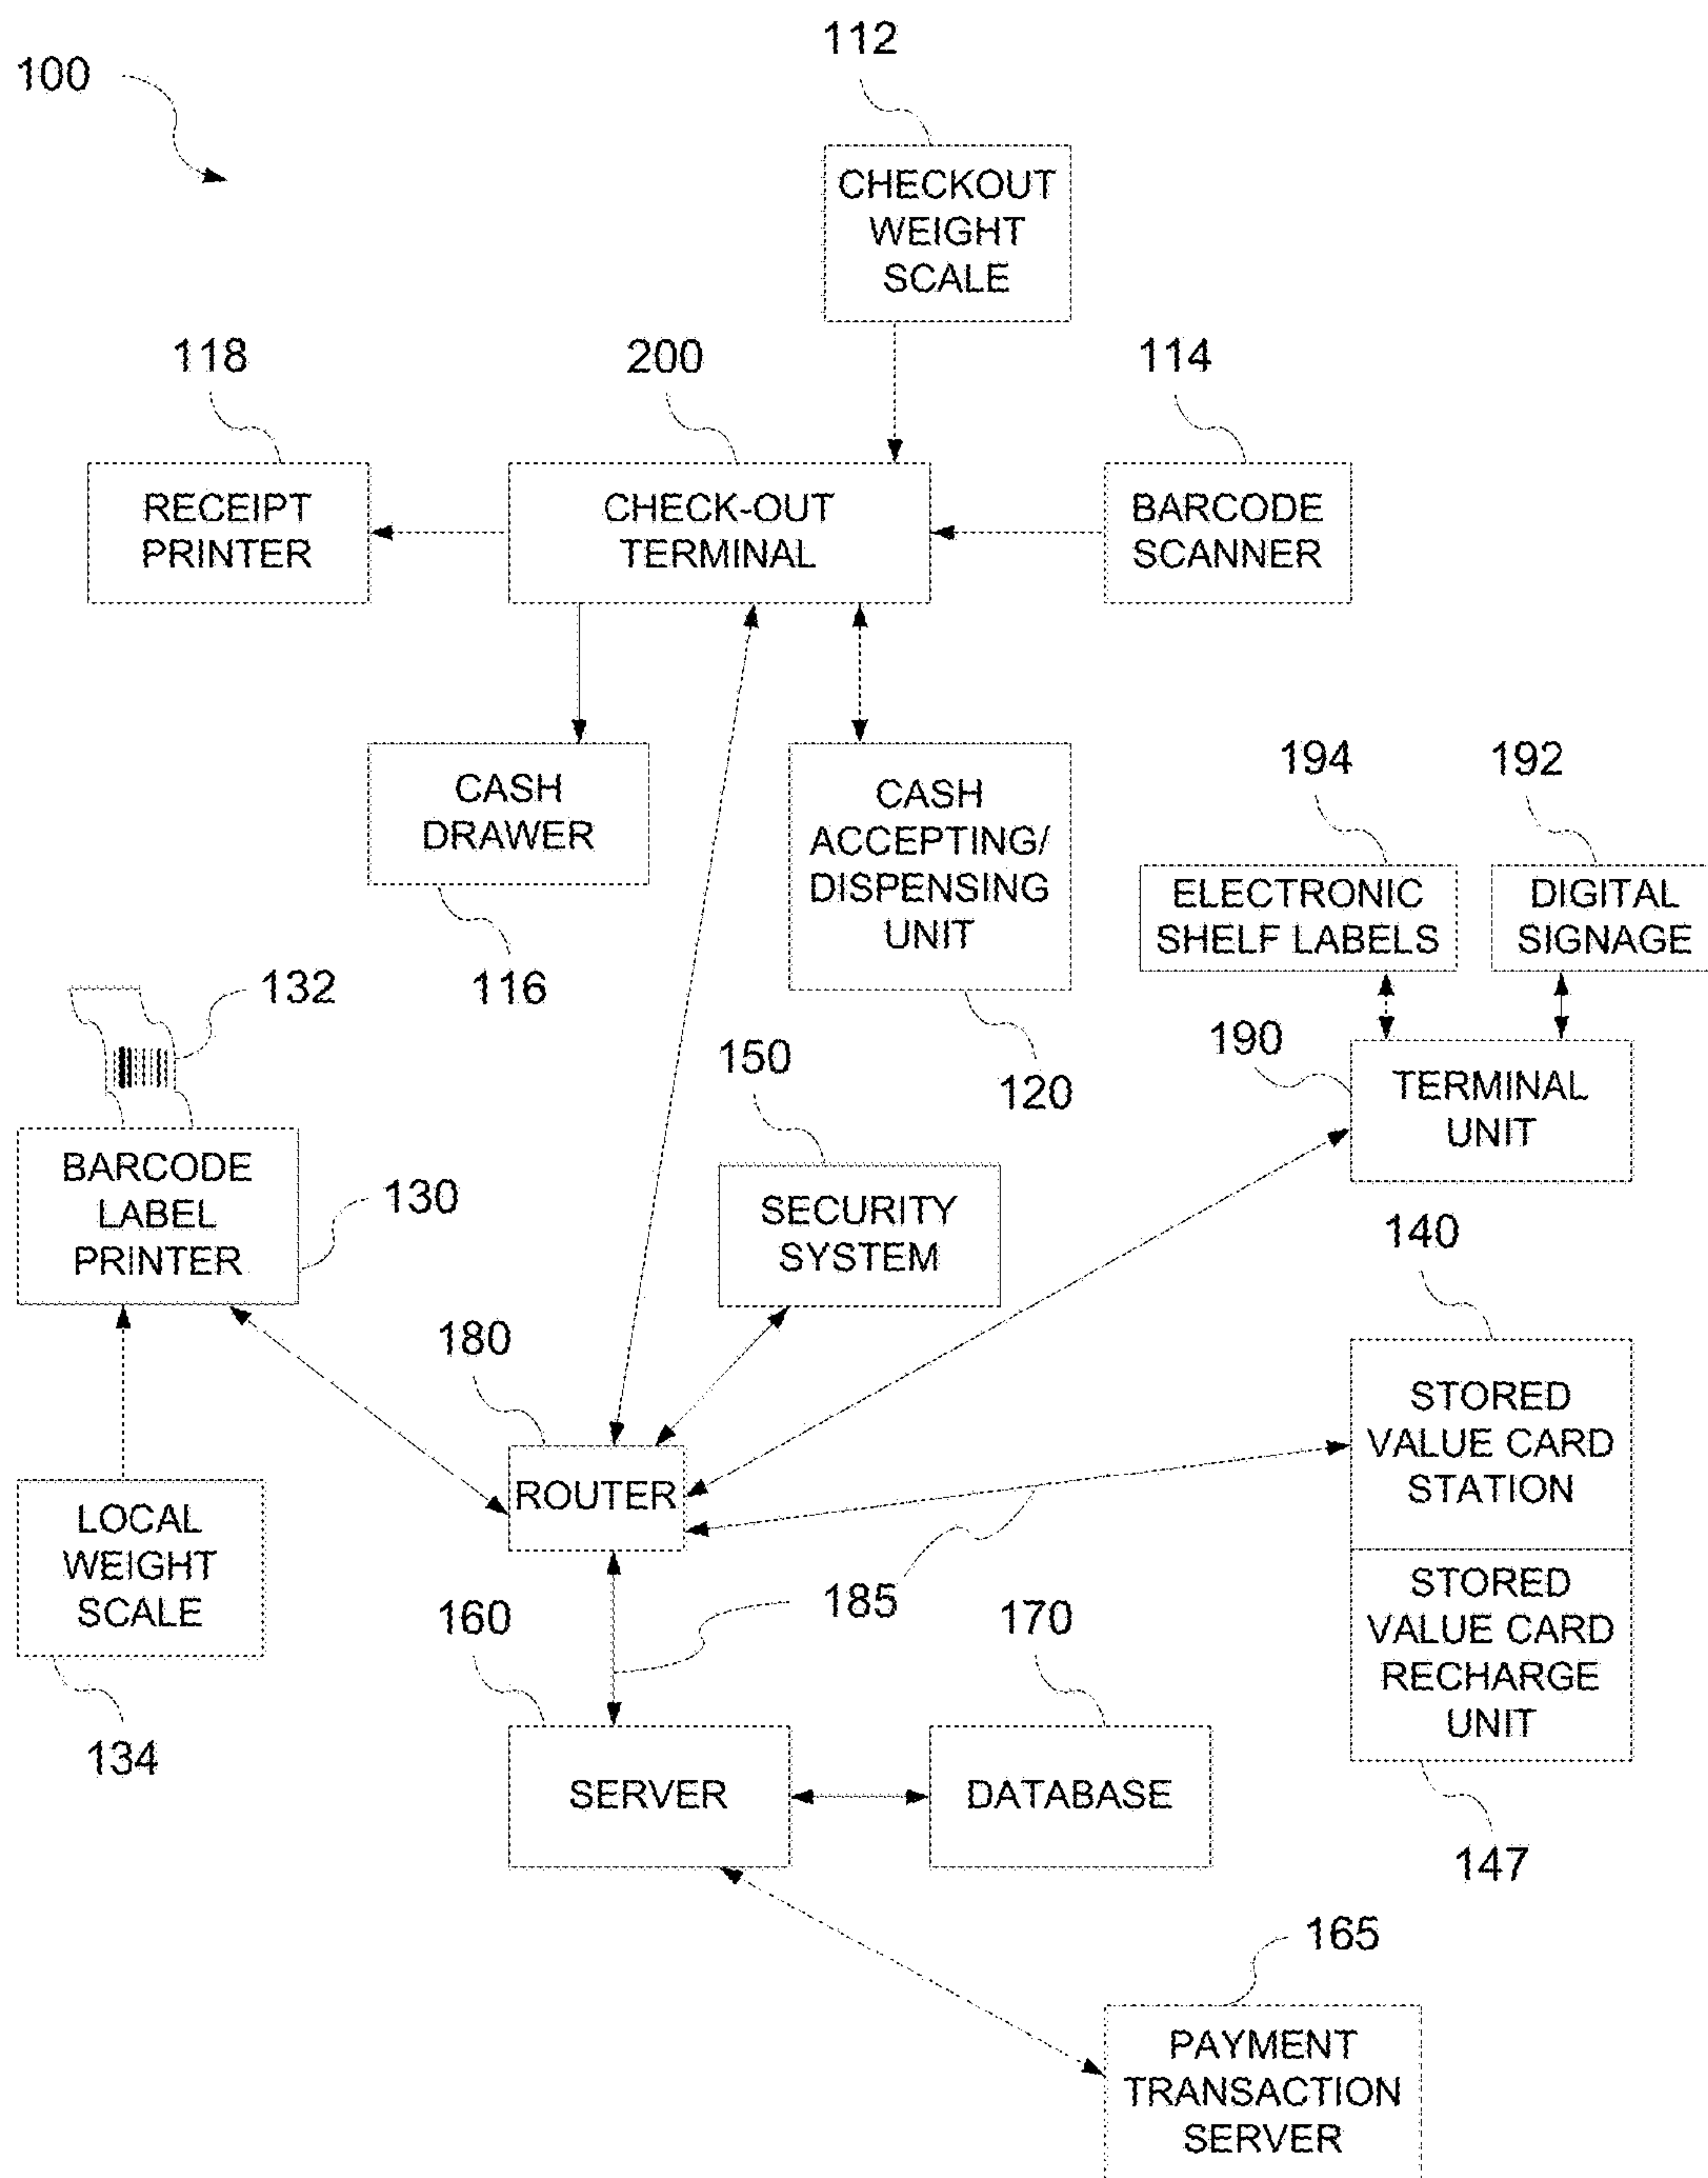 112
100
CHECKOUT
WEIGHT
SCALE
118
200
114
RECEIPT
PRINTER
CHECK-OUT
TERMINAL
BARCODE
SCANNER
CASH
DRAWER
116
CASH
ACCEPTING/
DISPENSING
UNIT
120
194
192
ELECTRONIC
SHELF LABELS
DIGITAL
SIGNAGE
190
TERMINAL
UNIT
132
BARCODE
LABEL
PRINTER
130
150
SECURITY
SYSTEM
140
180
ROUTER
STORED
VALUE CARD
STATION
LOCAL
WEIGHT
SCALE
134
185
STORED
VALUE CARD
RECHARGE
UNIT
147
160
170
SERVER
DATABASE
165
PAYMENT
TRANSACTION
SERVER